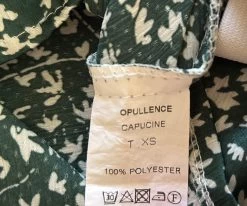 OPULLENCE
CAPUCINE
T XS
100% POLYESTER